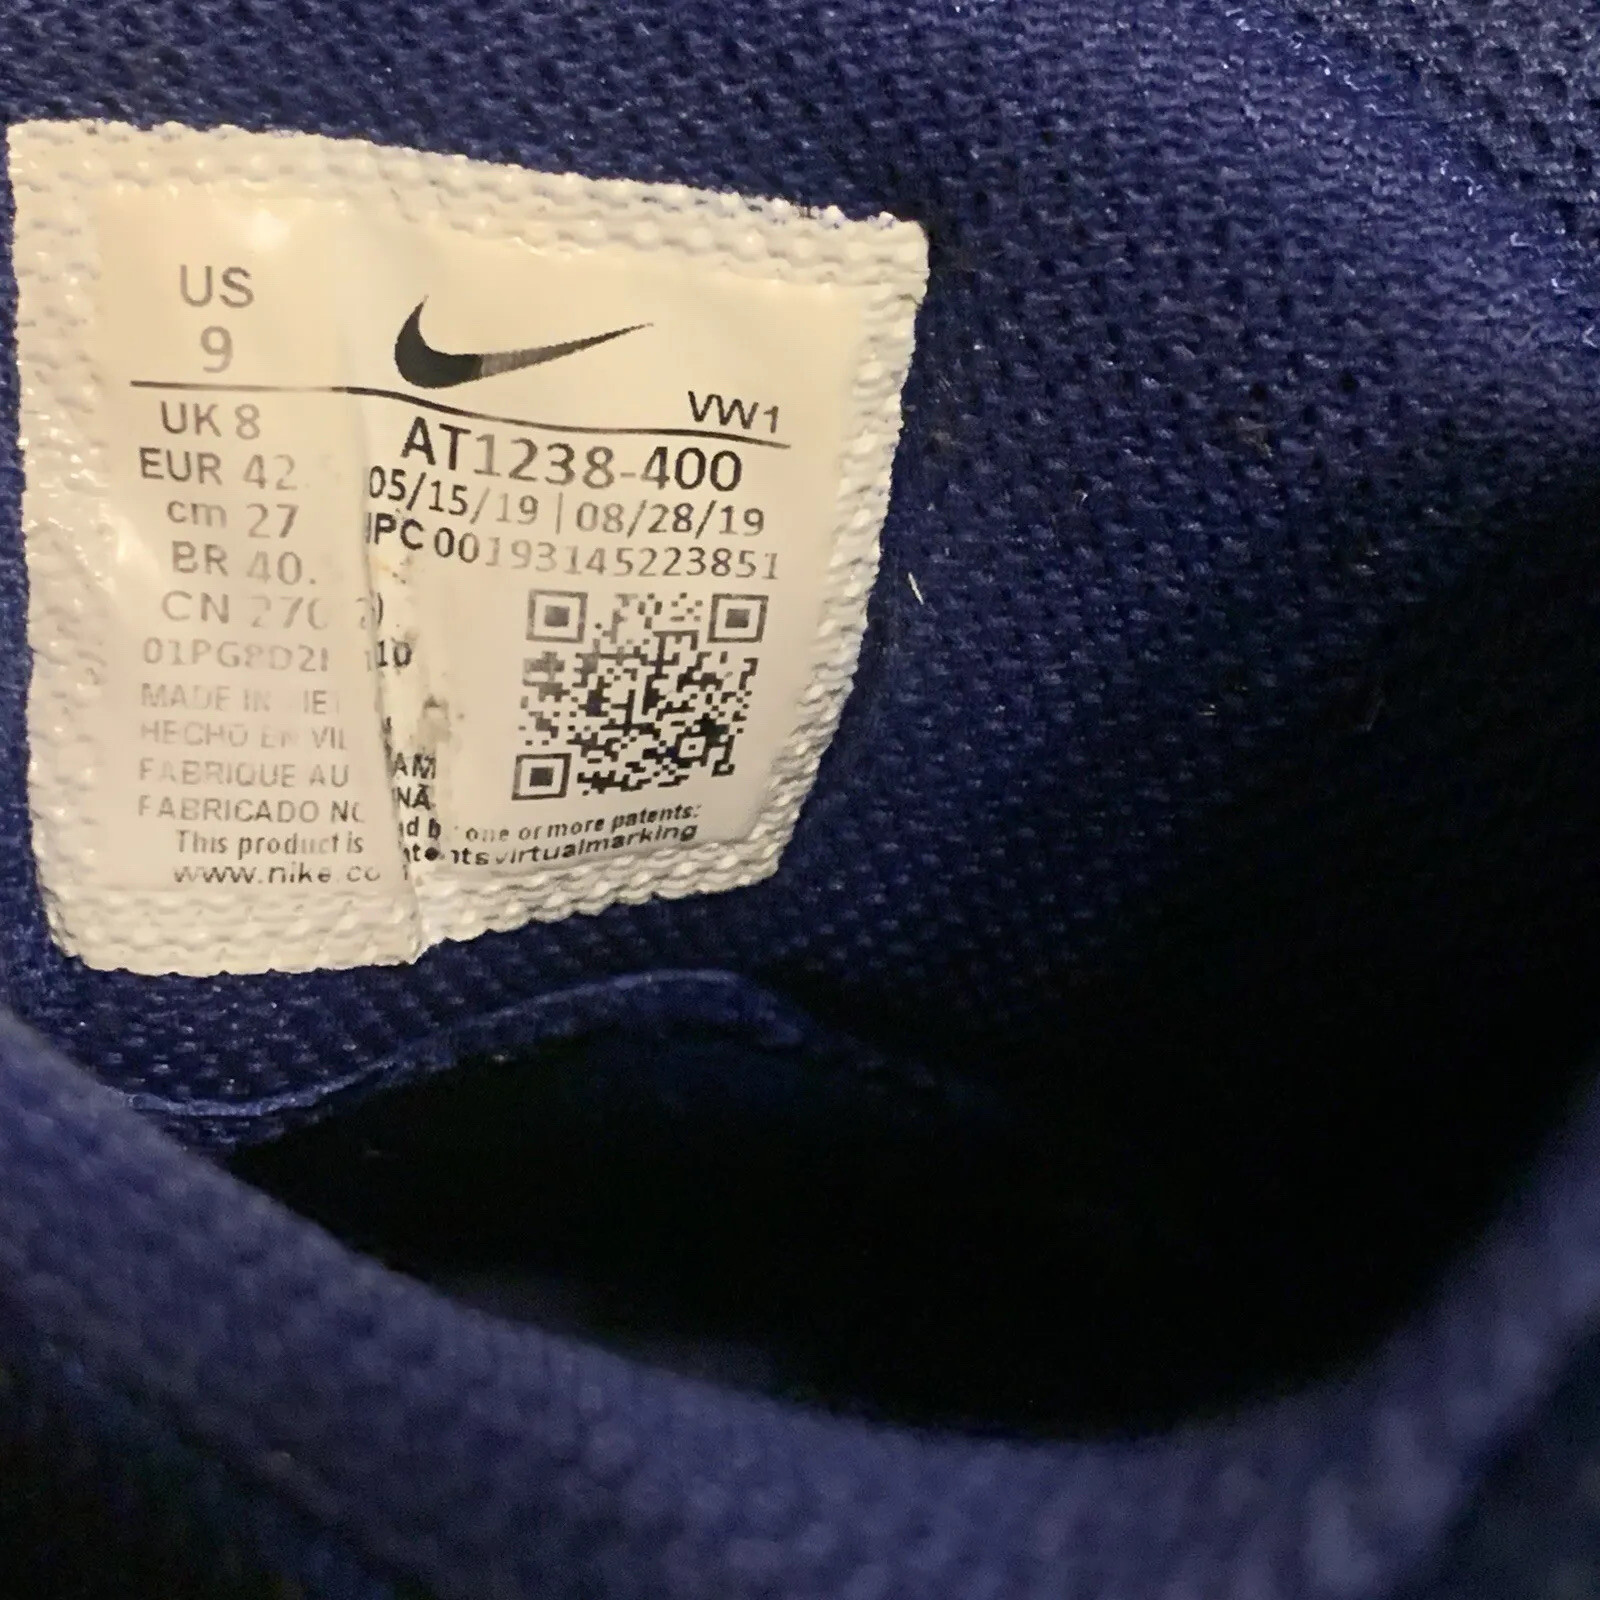 US
9
VW1
UK 8
AT1238-400
EUR 42
05/15/19 | 08/28/19
cm 27
UPC 00193145223851
BR 40.
CN 270
10
MADE IN
HECHO EN
FABRIQUE AU
FABRICADO NO
This product is
one or more patents:
www.nike.co
virtualmarking